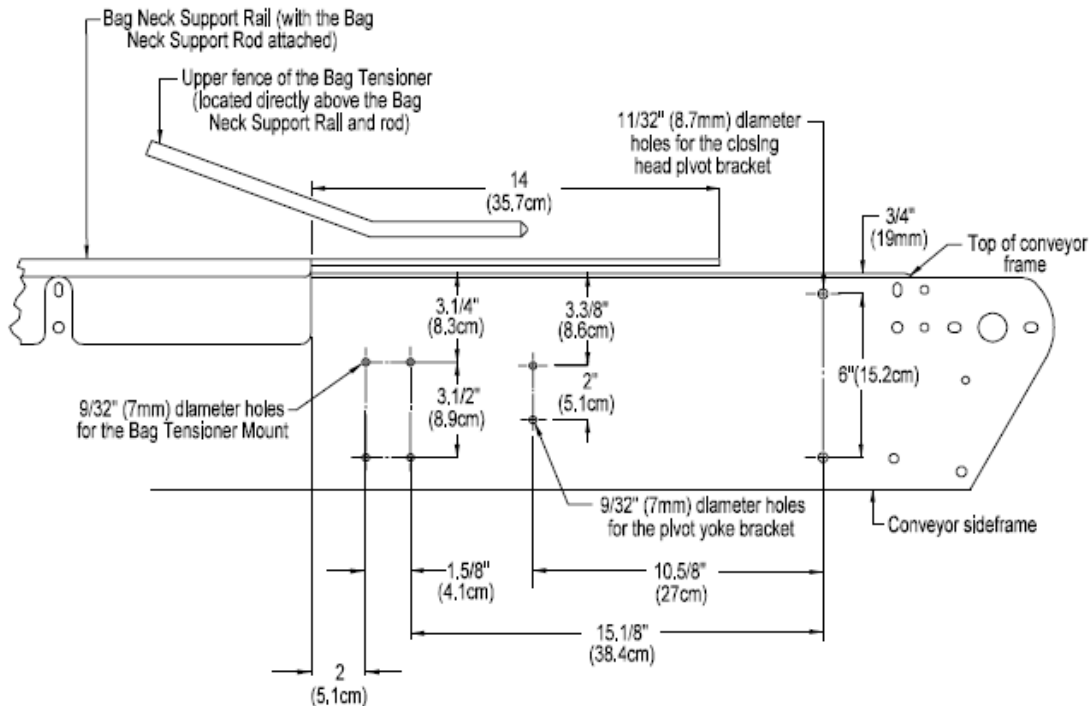 Bag Neck Support Rail (with the Bag
Neck Support Rod attached)
Upper fence of the Bag Tensioner
(located directly above the Bag
Neck Support Rail and rod)
11/32" (8.7mm) diameter
holes for the closing
head pivot bracket
14
(35.7cm)
3/4"
(19mm)
Top of conveyor
frame
3.1/4"
(8.3cm)
3.3/8"
(8.6cm)
6"(15.2cm)
2"
(5.1cm)
3.1/2"
(8.9cm)
9/32" (7mm) diameter holes
for the Bag Tensioner Mount
9/32" (7mm) diameter holes
for the pivot yoke bracket
Conveyor sideframe
1.5/8"
(4.1cm)
10.5/8"
(27cm)
15.1/8"
(38.4cm)
2
(5.1cm)